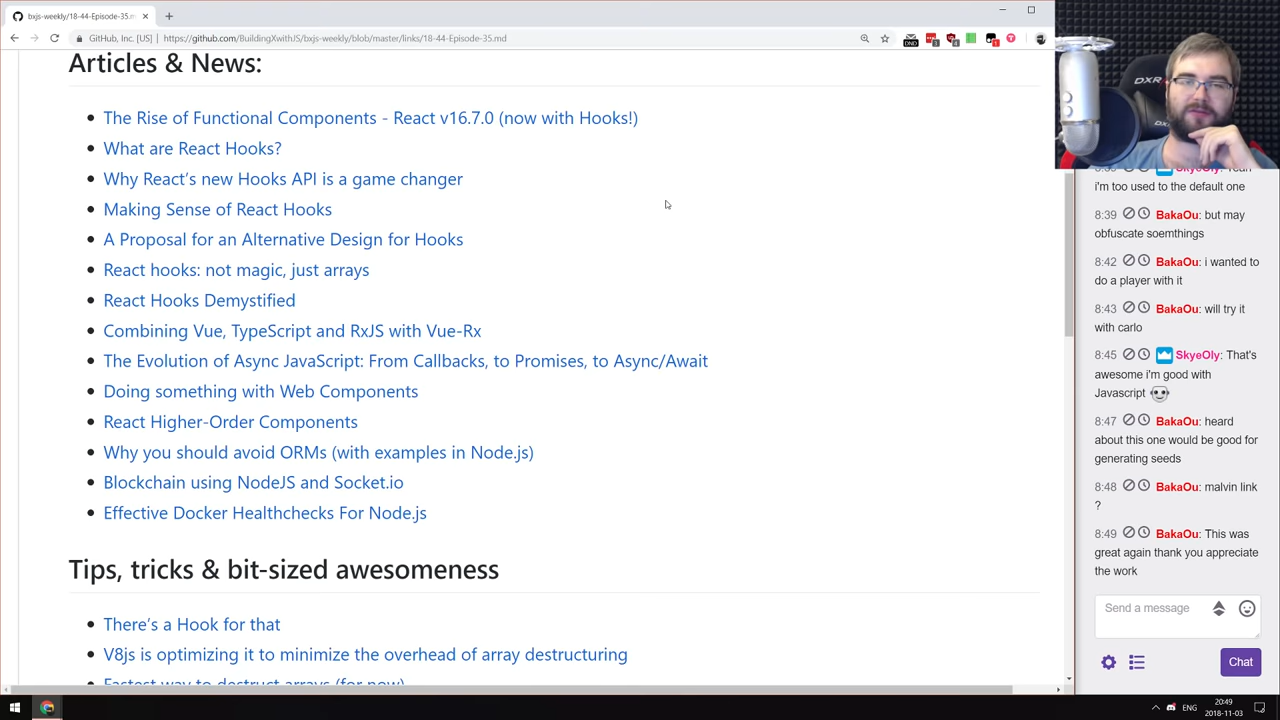 bxjs-weekly/18-44-Episode-35.m
GitHub, Inc. [US] | https://github.com/BuildingXwithJS/bxjs-weekly/blob/master/links/18-44-Episode-35.md
DND
Articles & News:
The Rise of Functional Components - React v16.7.0 (now with Hooks!)
What are React Hooks?
Why React's new Hooks API is a game changer
Making Sense of React Hooks
A Proposal for an Alternative Design for Hooks
React hooks: not magic, just arrays
React Hooks Demystified
Combining Vue, TypeScript and RxJS with Vue-Rx
The Evolution of Async JavaScript: From Callbacks, to Promises, to Async/Await
Doing something with Web Components
React Higher-Order Components
Why you should avoid ORMs (with examples in Node.js)
Blockchain using NodeJS and Socket.io
Effective Docker Healthchecks For Node.js
Tips, tricks & bit-sized awesomeness
There's a Hook for that
V8js is optimizing it to minimize the overhead of array destructuring
Fastest way to destruct arrays (for now)
DXR
SkyeOly: Yeah
i'm too used to the default one
8:39 BakaOu: but may
obfuscate soemthings
8:42 BakaOu: i wanted to
do a player with it
8:43 BakaOu: will try it
with carlo
8:45 SkyeOly: That's
awesome i'm good with
Javascript
8:47 BakaOu: heard
about this one would be good for
generating seeds
8:48 BakaOu: malvin link
?
8:49 BakaOu: This was
great again thank you appreciate
the work
Send a message
Chat
ENG
20:49
2018-11-03